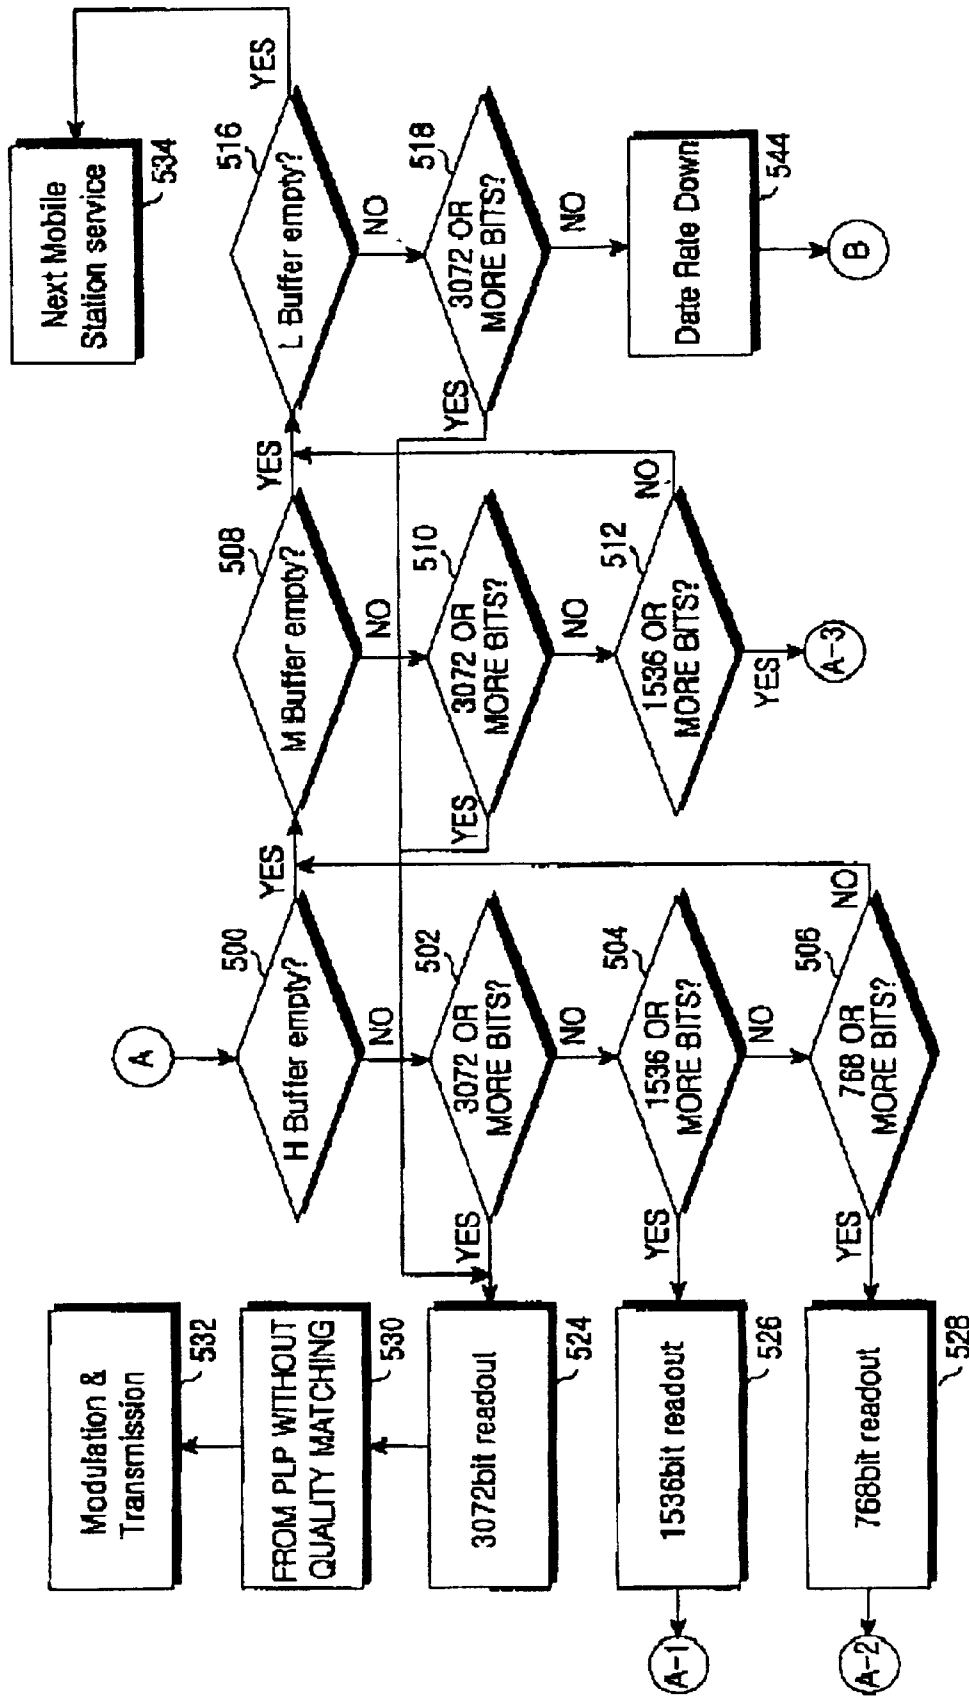 A
H Buffer empty?
500
YES
NO
M Buffer empty?
508
YES
NO
L Buffer empty?
516
YES
NO
Next Mobile
Station service
534
3072 OR
MORE BITS?
502
YES
NO
3072 OR
MORE BITS?
510
YES
NO
3072 OR
MORE BITS?
518
YES
NO
1536 OR
MORE BITS?
504
YES
NO
1536 OR
MORE BITS?
512
NO
YES
A-3
Date Rate Down
544
B
768 OR
MORE BITS?
506
YES
NO
Modulation &
Transmission
532
FROM PLP WITHOUT
QUALITY MATCHING
530
3072bit readout
524
1536bit readout
526
A-1
768bit readout
528
A-2